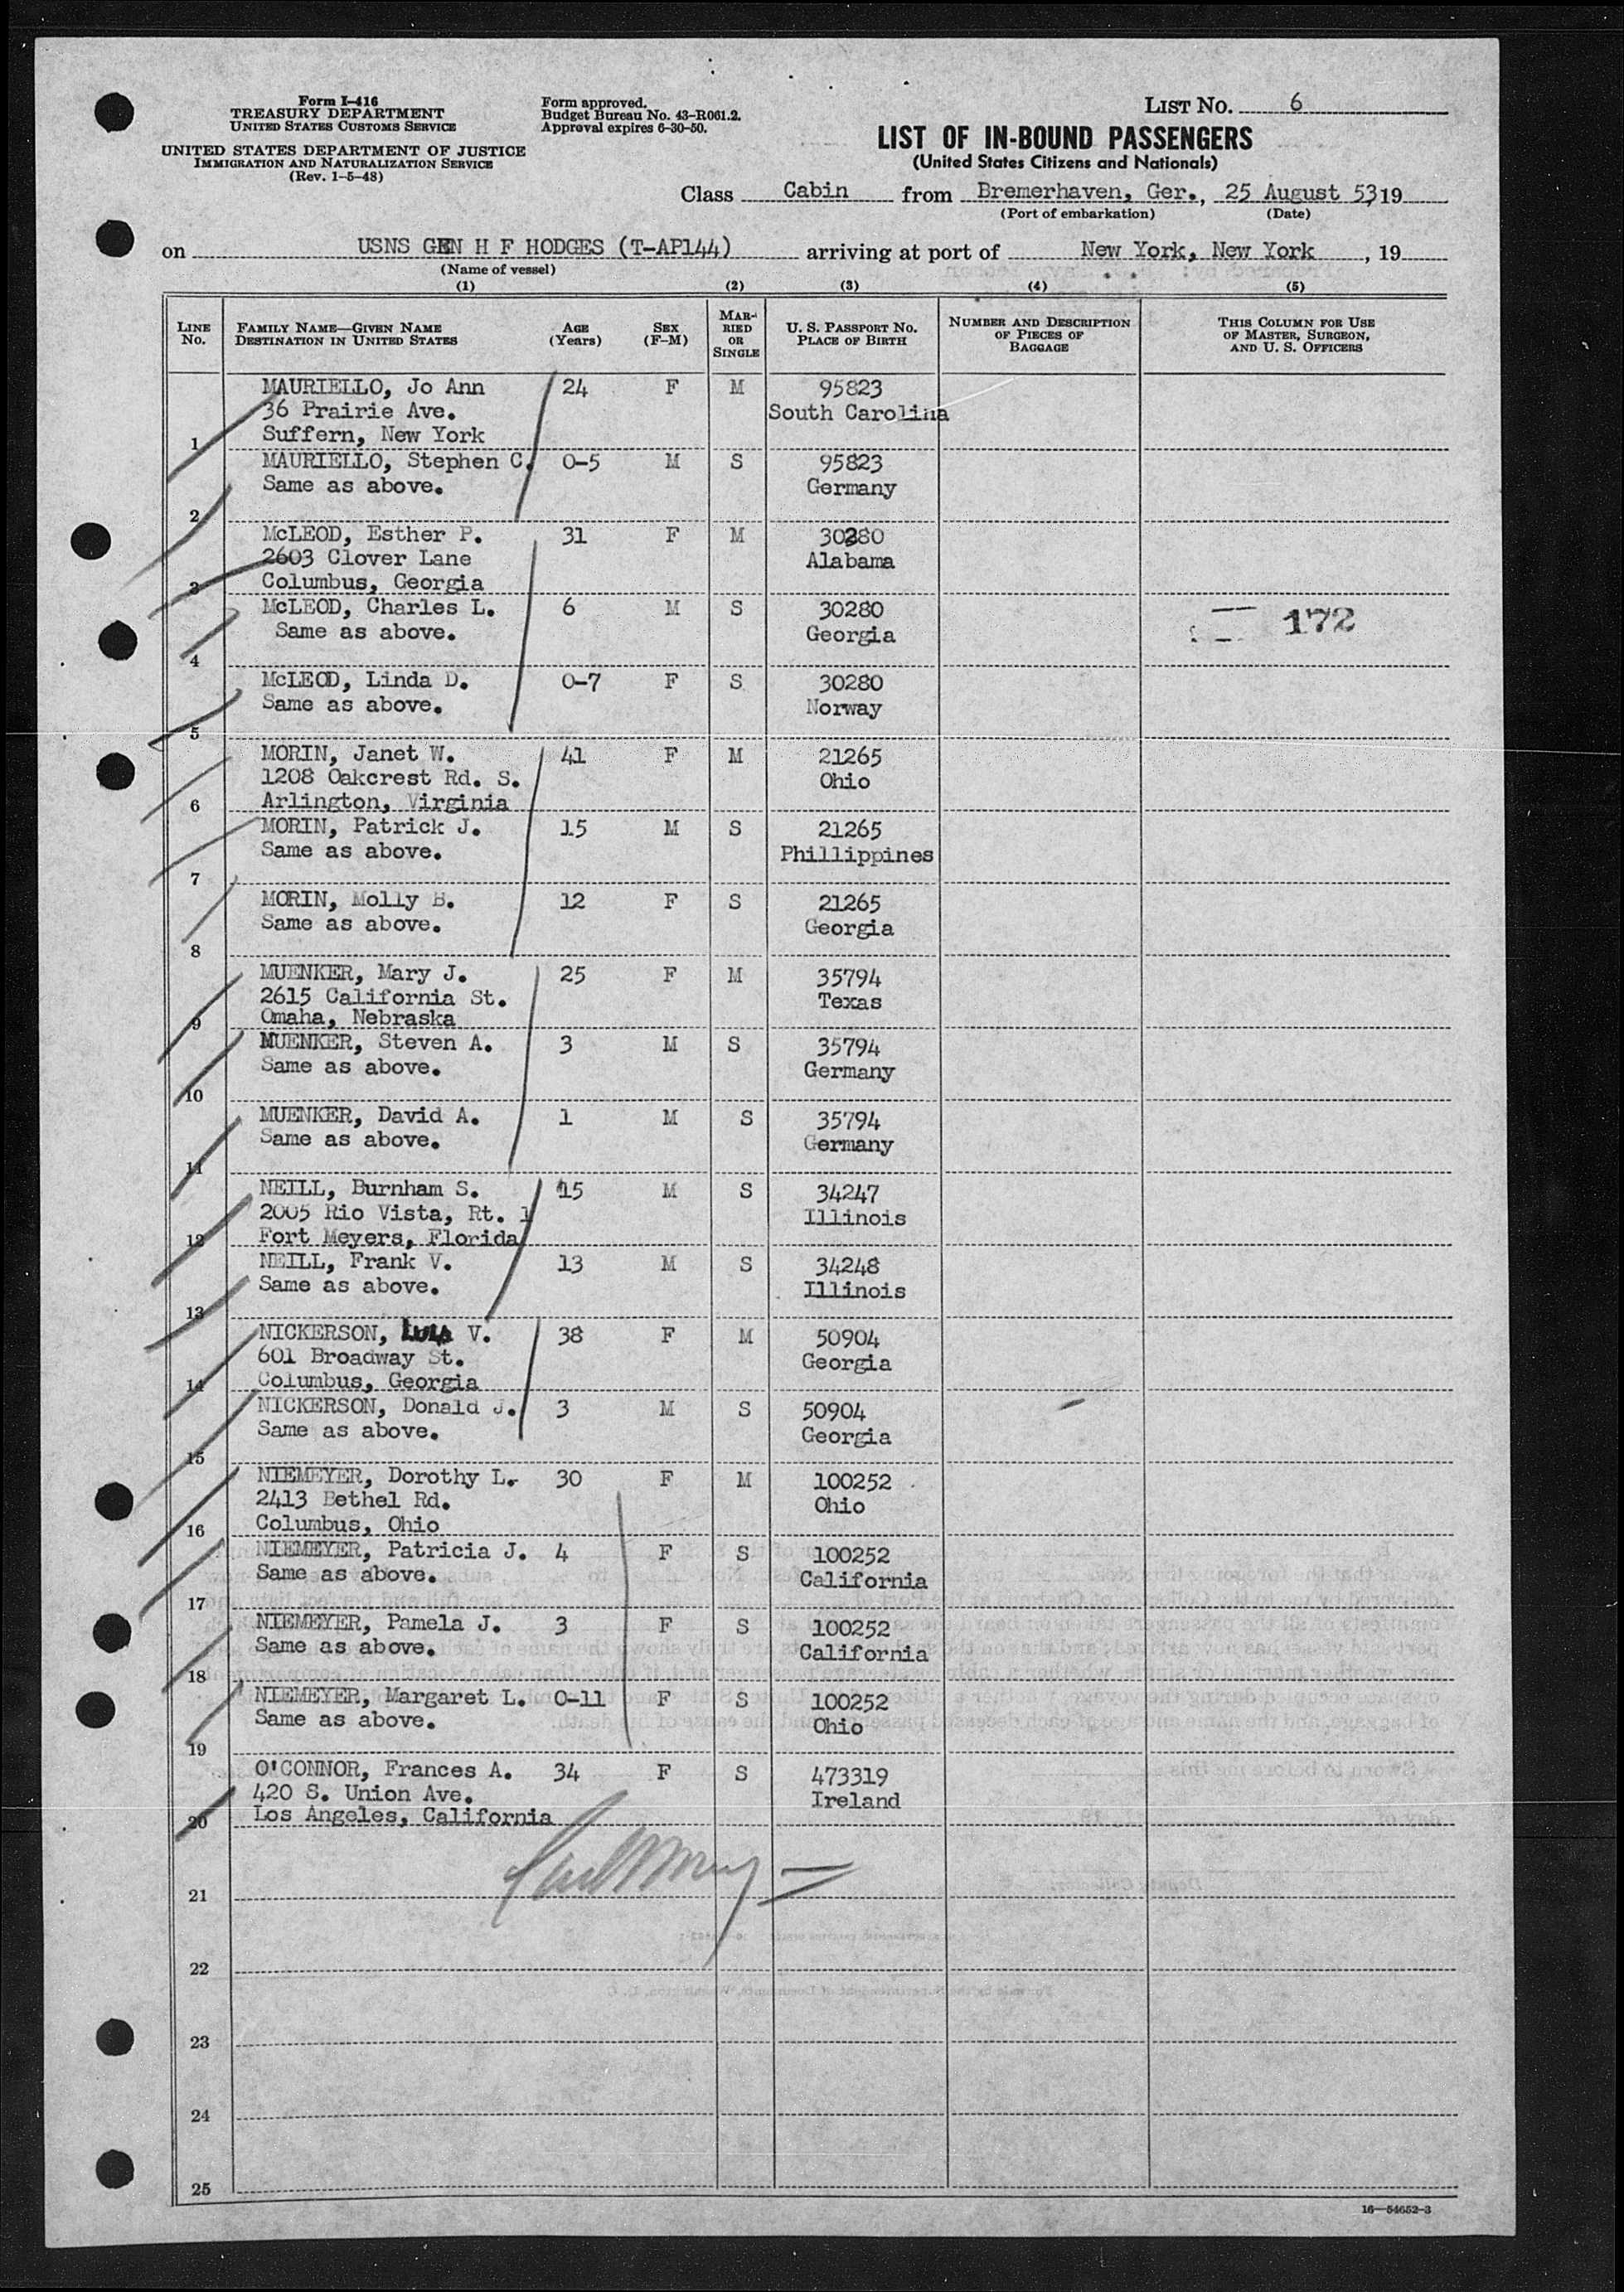 Form I-416
TREASURY DEPARTMENT
UNITED STATES CUSTOMS SERVICE
UNITED STATES DEPARTMENT OF JUSTICE
IMMIGRATION AND NATURALIZATION SERVICE
(Rev. 1-5-48)
Form approved.
Budget Bureau No. 43-R061.2.
Approval expires 6-30-50.
LIST NO. 6
LIST OF IN-BOUND PASSENGERS
(United States Citizens and Nationals)
Class Cabin from Bremerhaven, Ger., 25 August 53, 19
(Port of embarkation) (Date)
on USNS GEN H F HODGES (T-AP144) arriving at port of New York, New York, 19
(Name of vessel)
(1) (2) (3) (4) (5)
LINE NO. FAMILY NAME—GIVEN NAME DESTINATION IN UNITED STATES AGE (Years) SEX (F-M) MARRIED OR SINGLE U. S. PASSPORT NO. PLACE OF BIRTH NUMBER AND DESCRIPTION OF PIECES OF BAGGAGE THIS COLUMN FOR USE OF MASTER, SURGEON, AND U. S. OFFICERS
MAURIELLO, Jo Ann 24 F M 95823
36 Prairie Ave. South Carolina
1 Suffern, New York
MAURIELLO, Stephen C. 0-5 M S 95823
Same as above. Germany
2
McLEOD, Esther P. 31 F M 30280
2603 Clover Lane Alabama
3 Columbus, Georgia
McLEOD, Charles L. 6 M S 30280 172
Same as above. Georgia
4
McLEOD, Linda D. 0-7 F S 30280
Same as above. Norway
5
MORIN, Janet W. 41 F M 21265
1208 Oakcrest Rd. S. Ohio
6 Arlington, Virginia
MORIN, Patrick J. 15 M S 21265
Same as above. Phillippines
7
MORIN, Molly B. 12 F S 21265
Same as above. Georgia
8
MUENKER, Mary J. 25 F M 35794
2615 California St. Texas
9 Omaha, Nebraska
MUENKER, Steven A. 3 M S 35794
Same as above. Germany
10
MUENKER, David A. 1 M S 35794
Same as above. Germany
11
NEILL, Burnham S. 15 M S 34247
2005 Rio Vista, Rt. 1 Illinois
12 Fort Meyers, Florida
NEILL, Frank V. 13 M S 34248
Same as above. Illinois
13
NICKERSON, LULA V. 38 F M 50904
601 Broadway St. Georgia
14 Columbus, Georgia
NICKERSON, Donald J. 3 M S 50904
Same as above. Georgia
15
NIEMEYER, Dorothy L. 30 F M 100252
2413 Bethel Rd. Ohio
16 Columbus, Ohio
NIEMEYER, Patricia J. 4 F S 100252
Same as above. California
17
NIEMEYER, Pamela J. 3 F S 100252
Same as above. California
18
NIEMEYER, Margaret L. 0-11 F S 100252
Same as above. Ohio
19
O'CONNOR, Frances A. 34 F S 473319
420 S. Union Ave. Ireland
20 Los Angeles, California
21
22
23
24
25
16—54652-3